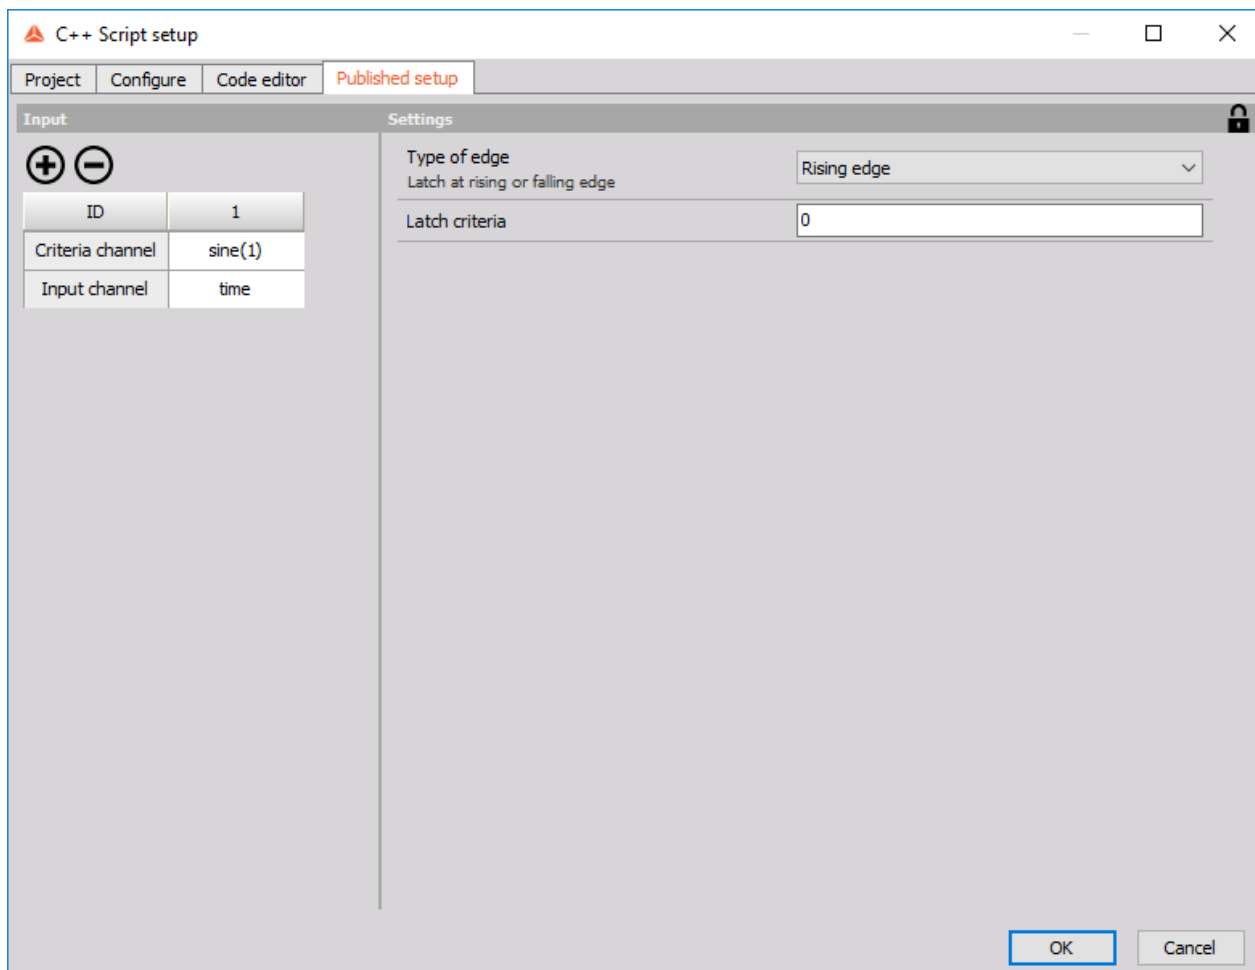 C++ Script setup
Project Configure Code editor Published setup
Input Settings
Type of edge
Latch at rising or falling edge
Rising edge
Latch criteria 0
ID 1
Criteria channel sine(1)
Input channel time
OK Cancel